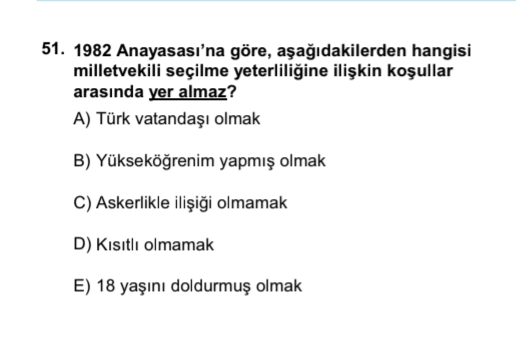 51. 1982 Anayasası’na göre, aşağıdakilerden hangisi
milletvekili seçilme yeterliliğine ilişkin koşullar
arasında yer almaz?
A) Türk vatandaşı olmak
B) Yükseköğrenim yapmış olmak
C) Askerlikle ilişiği olmamak
D) Kısıtlı olmamak
E) 18 yaşını doldurmuş olmak